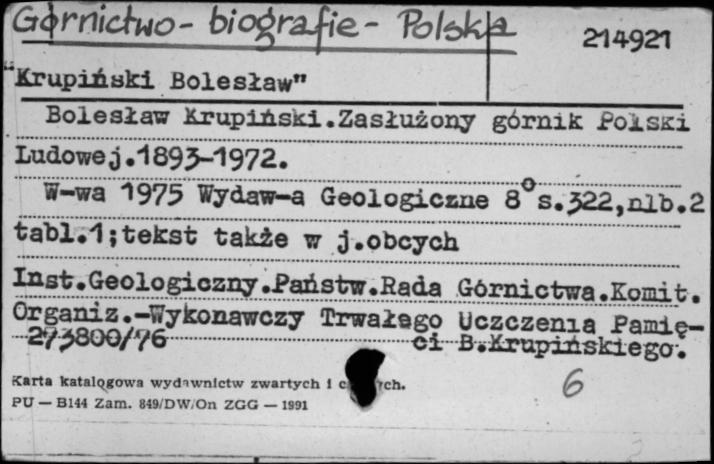 Górnictwo - biografie - Polska
214921
"Krupiński Bolesław"
Bolesław Krupiński.Zasłużony górnik Polski
Ludowej.1893-1972.
W-wa 1975 Wydaw-a Geologiczne 8° s.322,nlb.2
tabl.1;tekst także w j.obcych
Inst.Geologiczny.Państw.Rada Górnictwa.Komit.
Organiz.-Wykonawczy Trwałego Uczczenia Pamię-
273800/76 ci B.Krupińskiego.
Karta katalogowa wydawnictw zwartych i
6
PU — B144 Zam. 849/DW/On ZGG — 1991